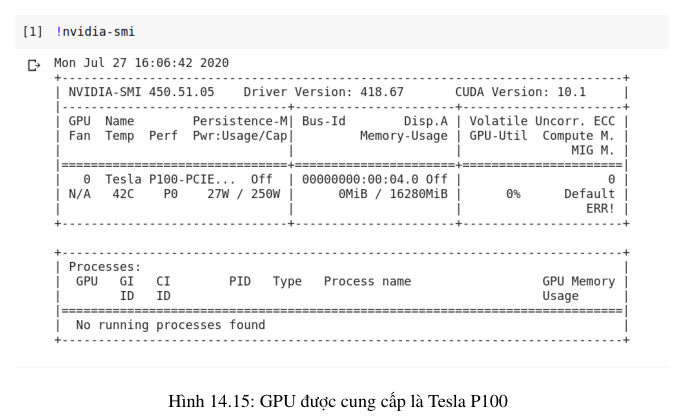 [1] !nvidia-smi
Mon Jul 27 16:06:42 2020
+-----------------------------------------------------------------------------+
| NVIDIA-SMI 450.51.05    Driver Version: 418.67       CUDA Version: 10.1     |
|-------------------------------+----------------------+----------------------+
| GPU  Name        Persistence-M| Bus-Id        Disp.A | Volatile Uncorr. ECC |
| Fan  Temp  Perf  Pwr:Usage/Cap|         Memory-Usage | GPU-Util  Compute M. |
|                               |                      |               MIG M. |
|===============================+======================+======================|
|   0  Tesla P100-PCIE...  Off  | 00000000:00:04.0 Off |                    0 |
| N/A   42C    P0    27W / 250W |      0MiB / 16280MiB |      0%      Default |
|                               |                      |                 ERR! |
+-------------------------------+----------------------+----------------------+
+-----------------------------------------------------------------------------+
| Processes:                                                                  |
|  GPU   GI   CI        PID   Type   Process name                  GPU Memory |
|        ID   ID                                                   Usage      |
|=============================================================================|
|  No running processes found                                                 |
+-----------------------------------------------------------------------------+
Hình 14.15: GPU được cung cấp là Tesla P100